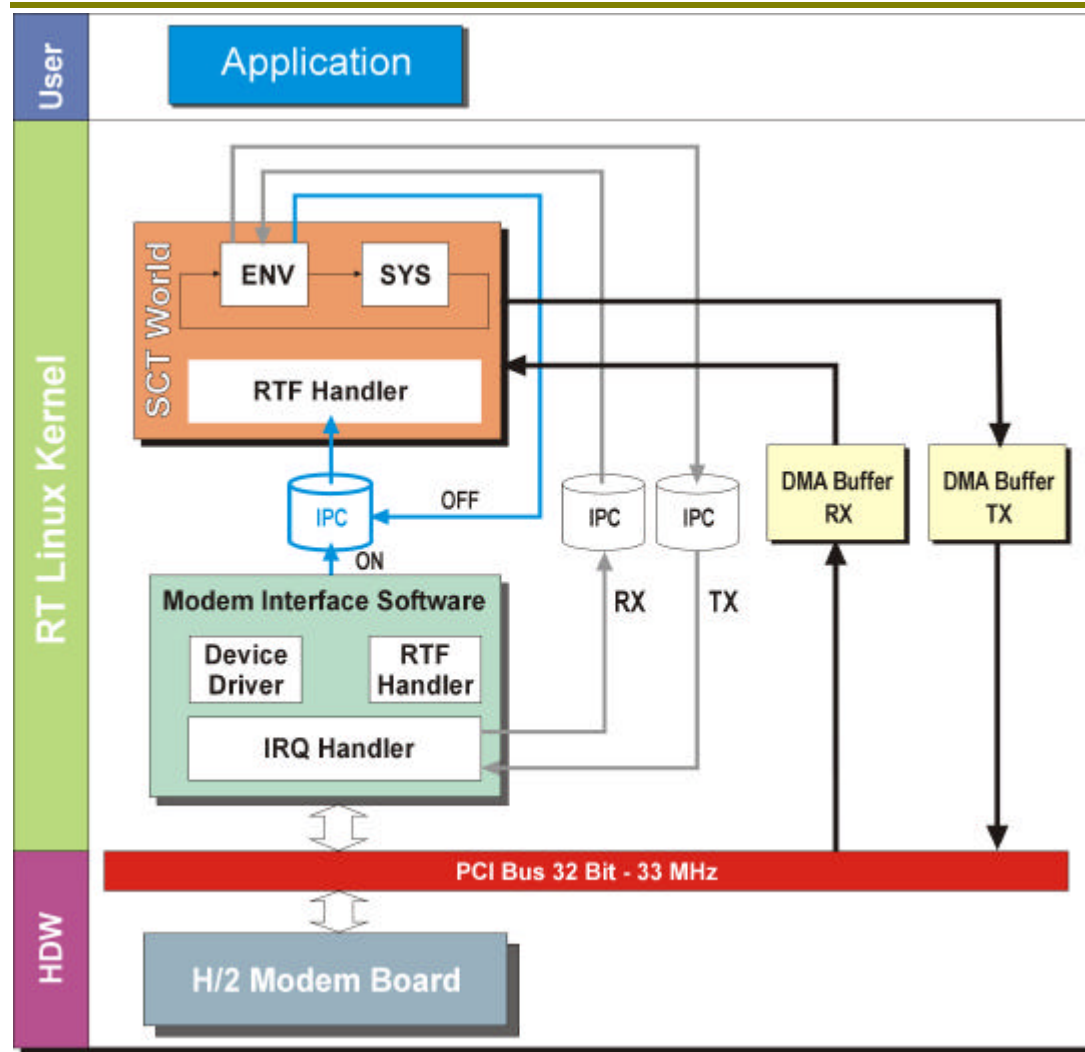 User
Application
RT Linux Kernel
SCT World
ENV
SYS
RTF Handler
IPC
OFF
ON
IPC
IPC
RX
TX
DMA Buffer
RX
DMA Buffer
TX
Modem Interface Software
Device
Driver
RTF
Handler
IRQ Handler
HDW
PCI Bus 32 Bit - 33 MHz
H/2 Modem Board